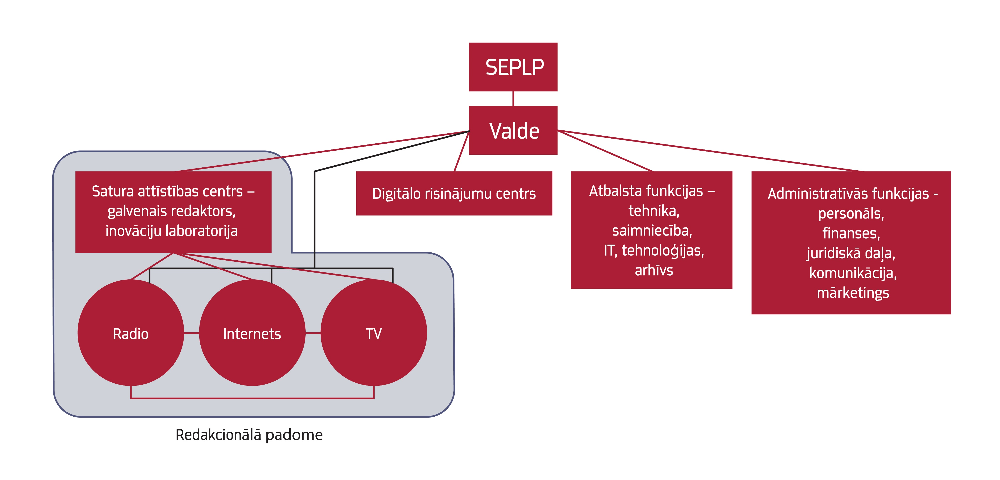 SEPLP
Valde
Satura attīstības centrs –
galvenais redaktors,
inovāciju laboratorija
Digitālo risinājumu centrs
Atbalsta funkcijas –
tehnika,
saimniecība,
IT, tehnoloģijas,
arhīvs
Administratīvās funkcijas -
personāls,
finanses,
juridiskā daļa,
komunikācija,
mārketings
Radio
Internets
TV
Redakcionālā padome